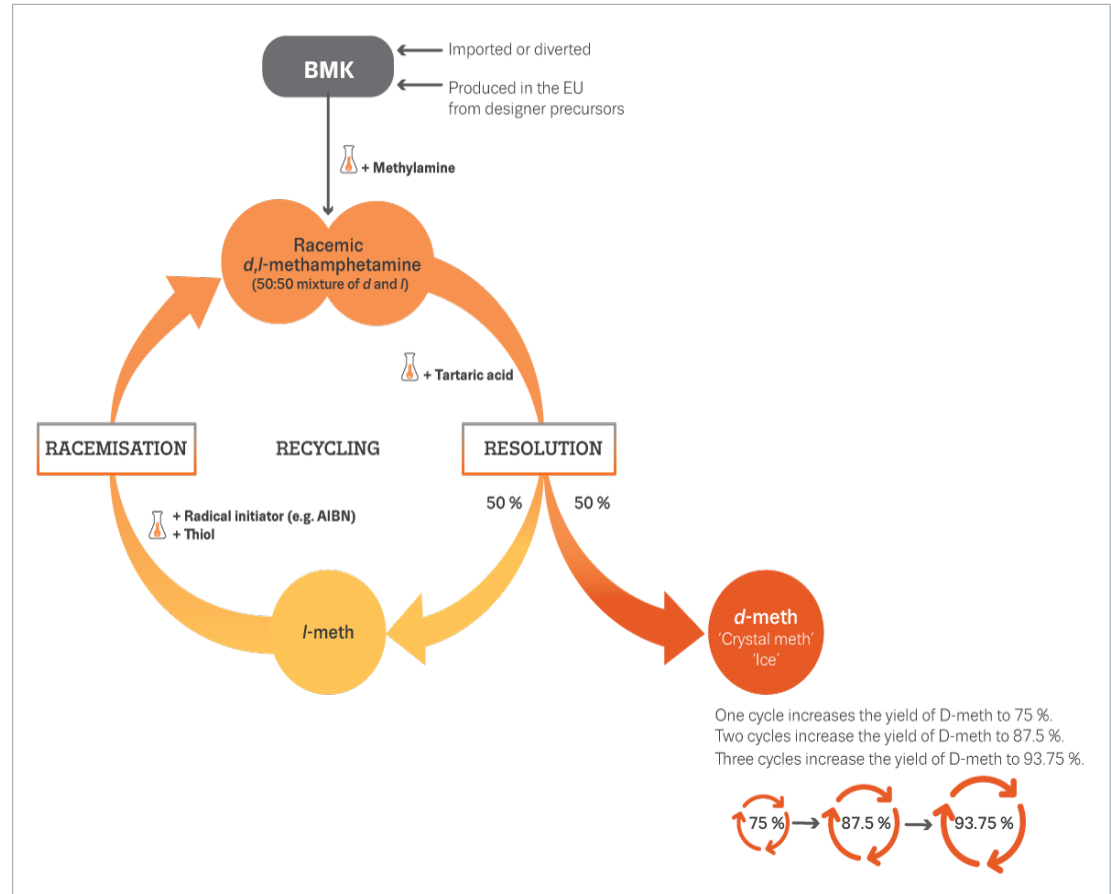 BMK
Imported or diverted
Produced in the EU
from designer precursors
+ Methylamine
Racemic
d,l-methamphetamine
(50:50 mixture of d and l)
+ Tartaric acid
RACEMISATION
RECYCLING
RESOLUTION
50 %
50 %
+ Radical initiator (e.g. AIBN)
+ Thiol
l-meth
d-meth
‘Crystal meth’
‘Ice’
One cycle increases the yield of D-meth to 75 %.
Two cycles increase the yield of D-meth to 87.5 %.
Three cycles increase the yield of D-meth to 93.75 %.
75 %
87.5 %
93.75 %